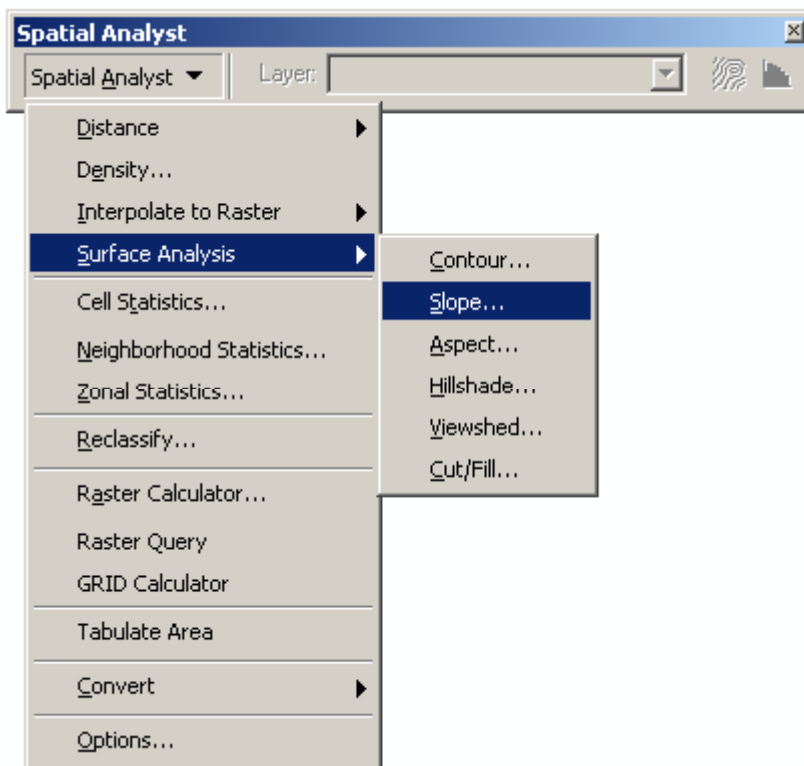 Spatial Analyst
Spatial Analyst Layer:
Distance
Density...
Interpolate to Raster
Surface Analysis
Contour...
Slope...
Aspect...
Hillshade...
Viewshed...
Cut/Fill...
Cell Statistics...
Neighborhood Statistics...
Zonal Statistics...
Reclassify...
Raster Calculator...
Raster Query
GRID Calculator
Tabulate Area
Convert
Options...